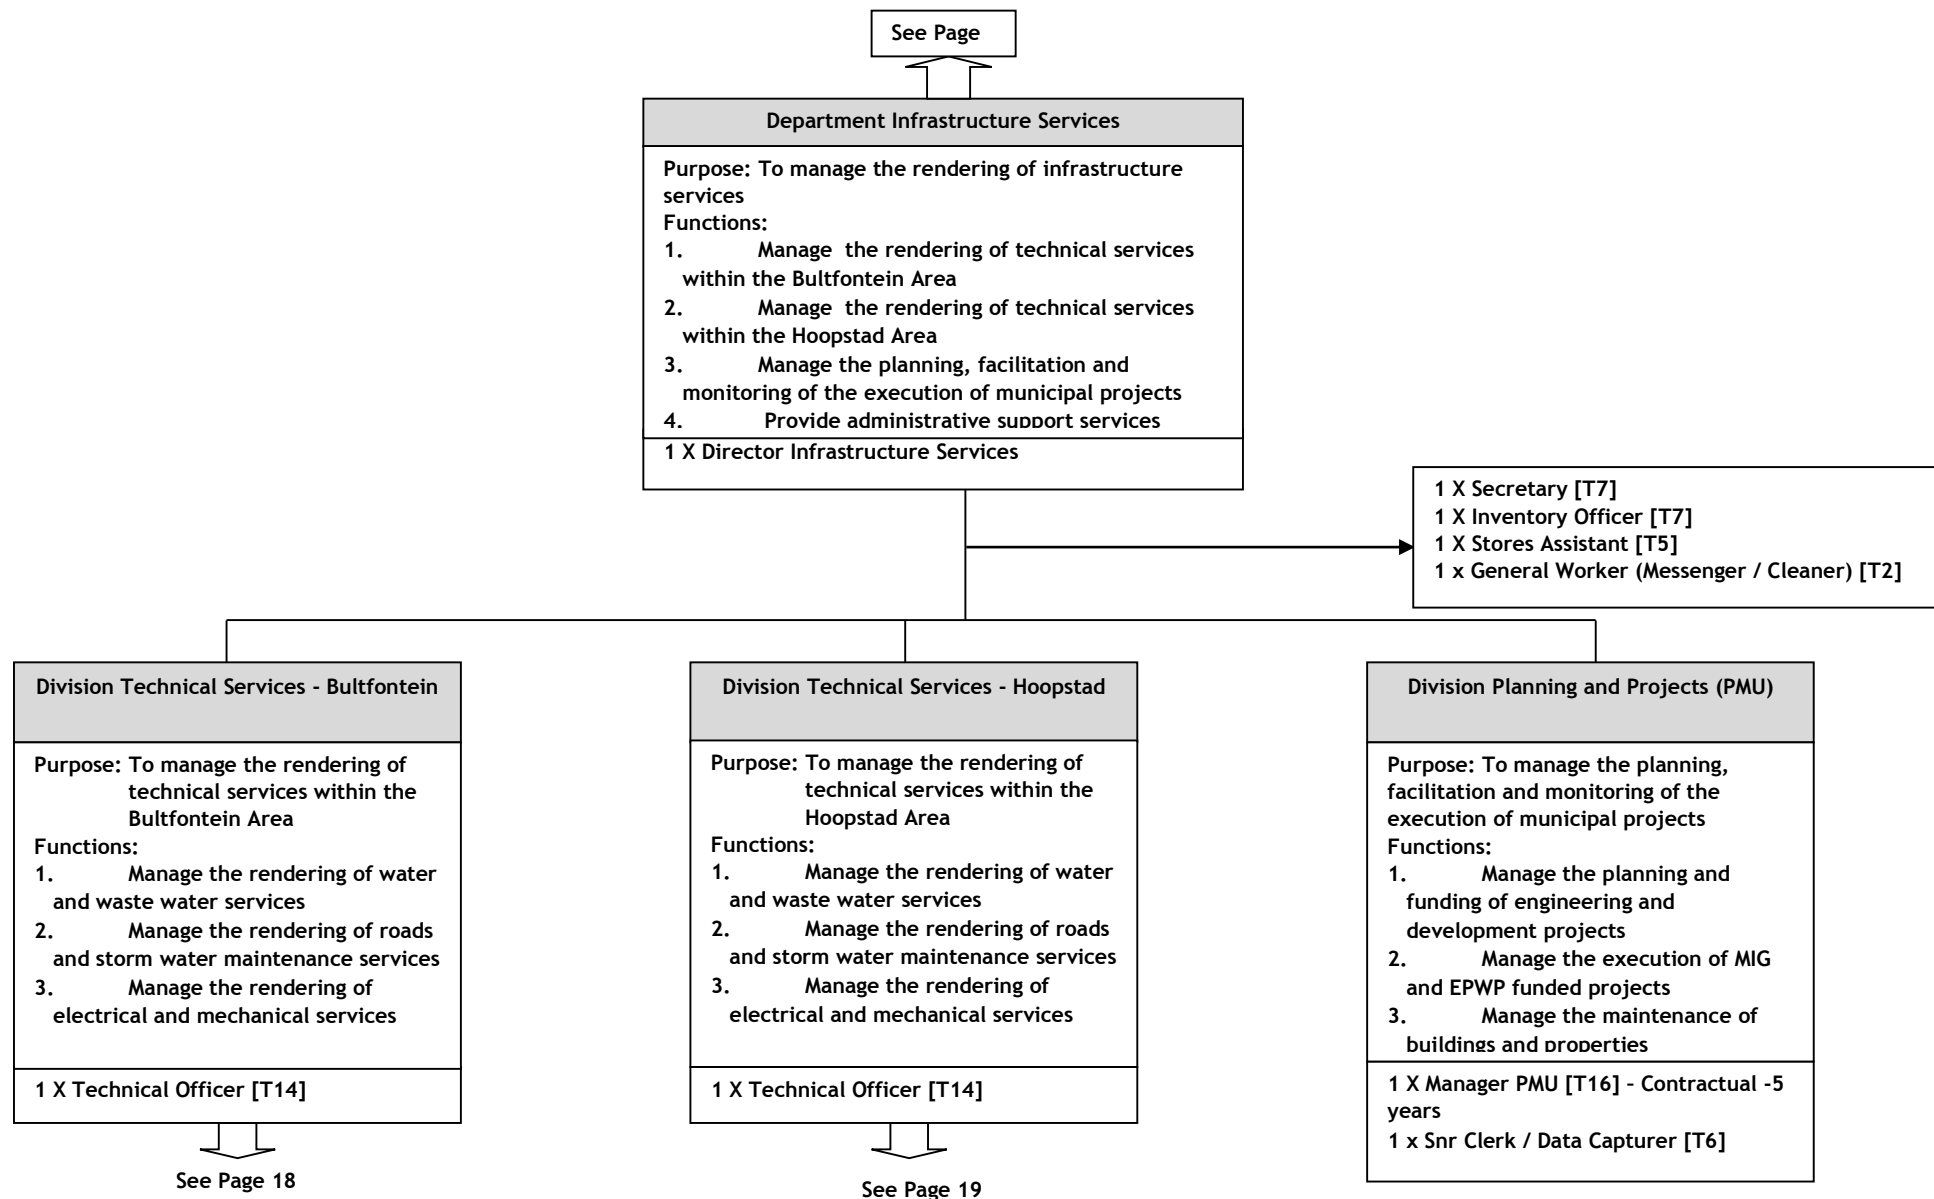 See Page
Department Infrastructure Services
Purpose: To manage the rendering of infrastructure
services
Functions:
1. Manage the rendering of technical services
within the Bultfontein Area
2. Manage the rendering of technical services
within the Hoopstad Area
3. Manage the planning, facilitation and
monitoring of the execution of municipal projects
4. Provide administrative support services
1 X Director Infrastructure Services
1 X Secretary [T7]
1 X Inventory Officer [T7]
1 X Stores Assistant [T5]
1 x General Worker (Messenger / Cleaner) [T2]
Division Technical Services - Bultfontein
Purpose: To manage the rendering of
technical services within the
Bultfontein Area
Functions:
1. Manage the rendering of water
and waste water services
2. Manage the rendering of roads
and storm water maintenance services
3. Manage the rendering of
electrical and mechanical services
1 X Technical Officer [T14]
See Page 18
Division Technical Services - Hoopstad
Purpose: To manage the rendering of
technical services within the
Hoopstad Area
Functions:
1. Manage the rendering of water
and waste water services
2. Manage the rendering of roads
and storm water maintenance services
3. Manage the rendering of
electrical and mechanical services
1 X Technical Officer [T14]
See Page 19
Division Planning and Projects (PMU)
Purpose: To manage the planning,
facilitation and monitoring of the
execution of municipal projects
Functions:
1. Manage the planning and
funding of engineering and
development projects
2. Manage the execution of MIG
and EPWP funded projects
3. Manage the maintenance of
buildings and properties
1 X Manager PMU [T16] – Contractual -5
years
1 x Snr Clerk / Data Capturer [T6]